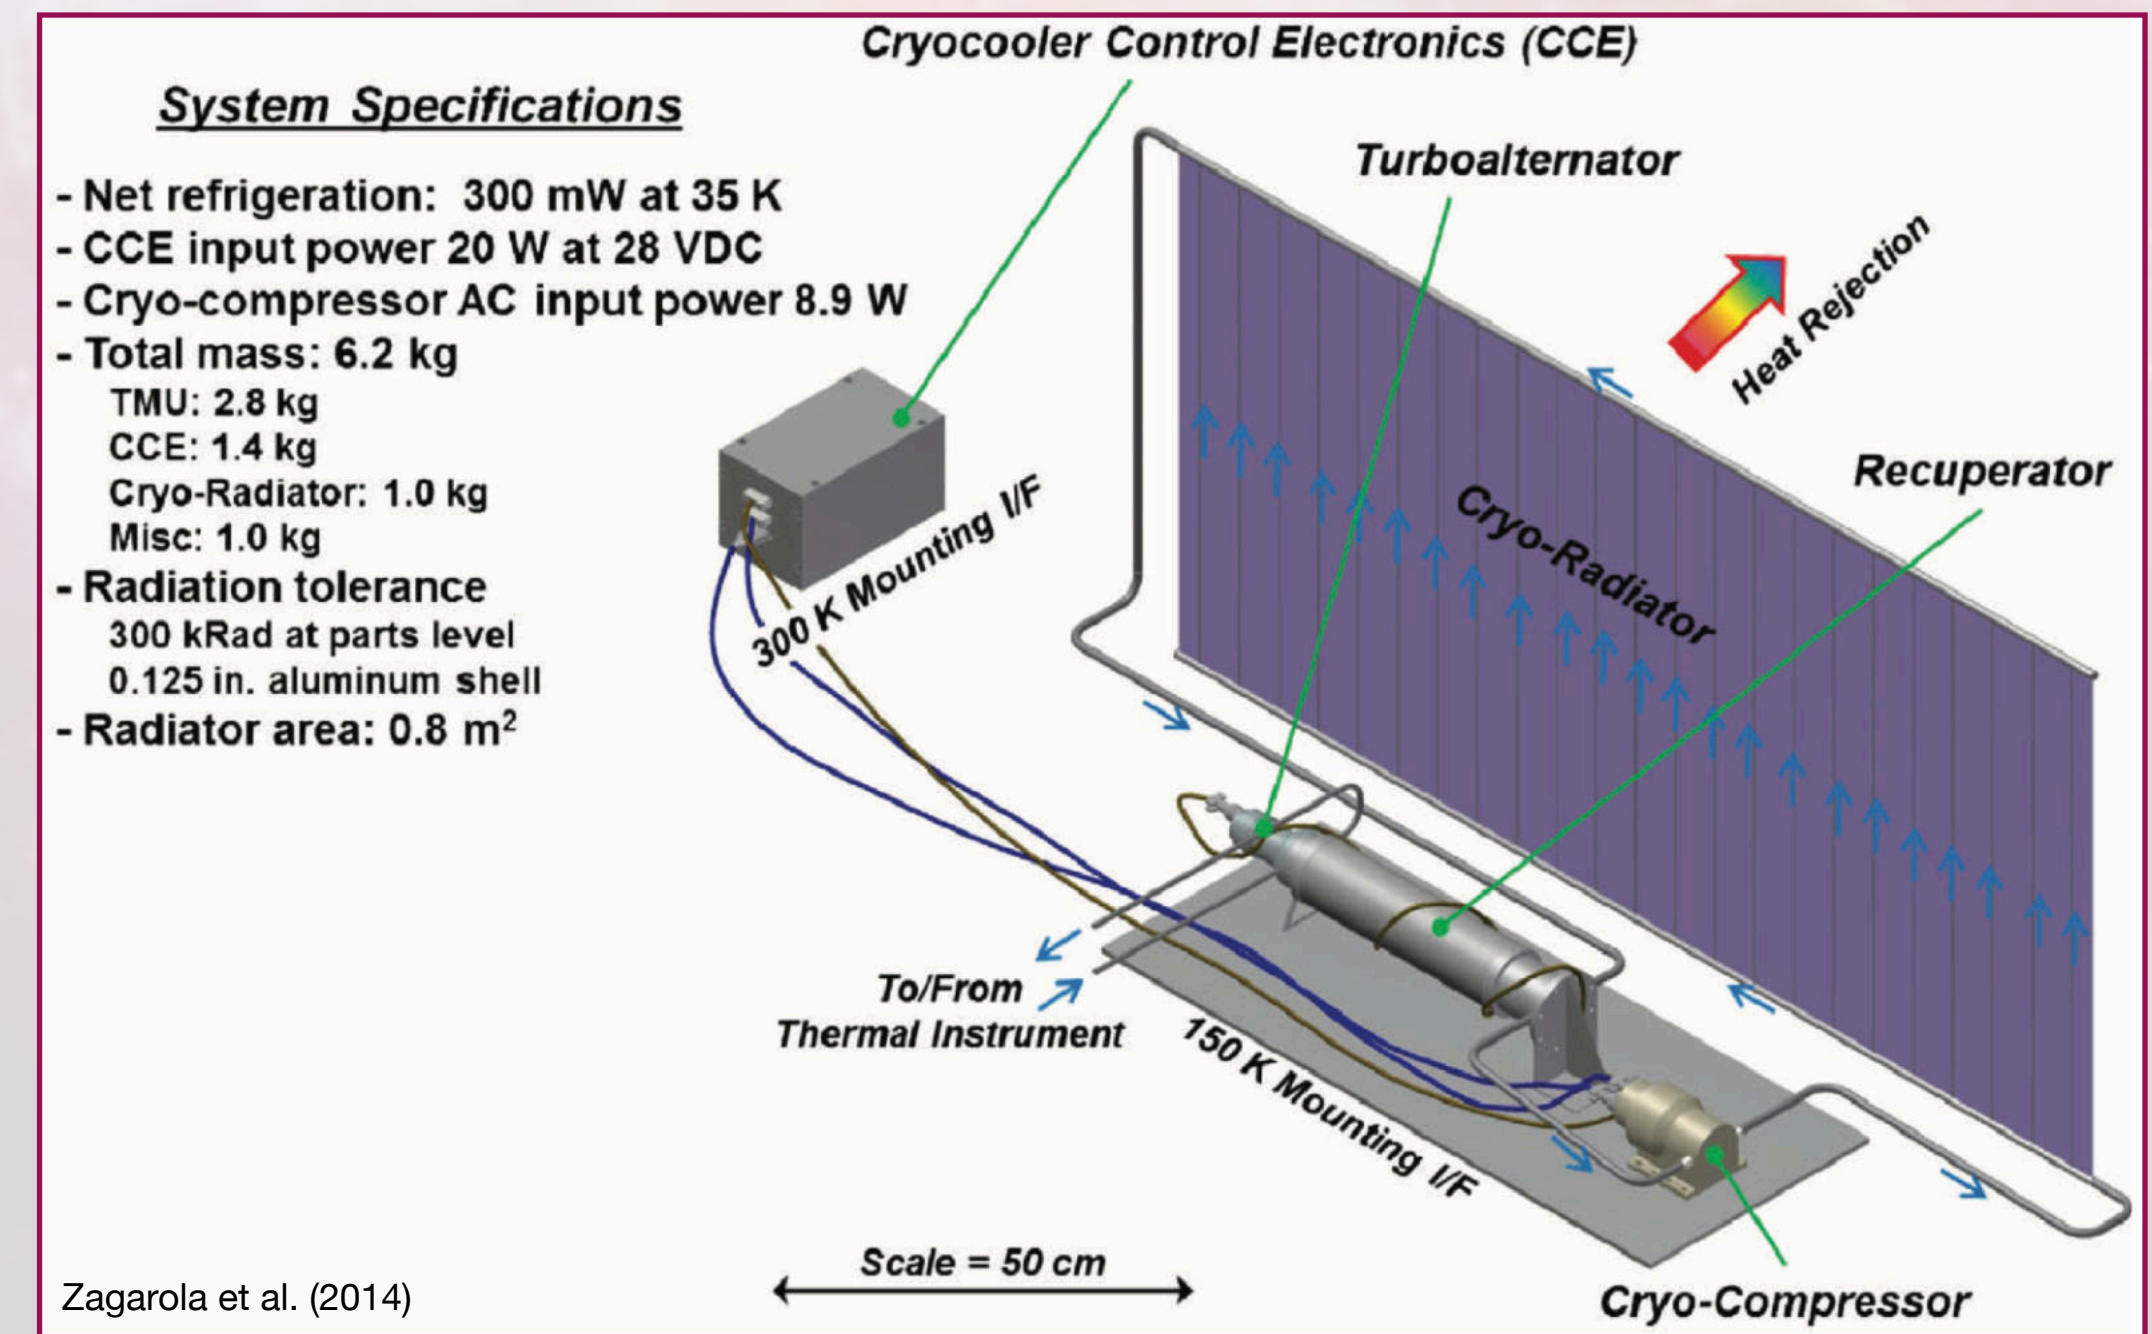 Cryocooler Control Electronics (CCE)
System Specifications
- Net refrigeration: 300 mW at 35 K
- CCE input power 20 W at 28 VDC
- Cryo-compressor AC input power 8.9 W
- Total mass: 6.2 kg
TMU: 2.8 kg
CCE: 1.4 kg
Cryo-Radiator: 1.0 kg
Misc: 1.0 kg
- Radiation tolerance
300 kRad at parts level
0.125 in. aluminum shell
- Radiator area: 0.8 m²
Turboalternator
Heat Rejection
Recuperator
Cryo-Radiator
300 K Mounting I/F
To/From
Thermal Instrument
150 K Mounting I/F
Scale = 50 cm
Cryo-Compressor
Zagarola et al. (2014)